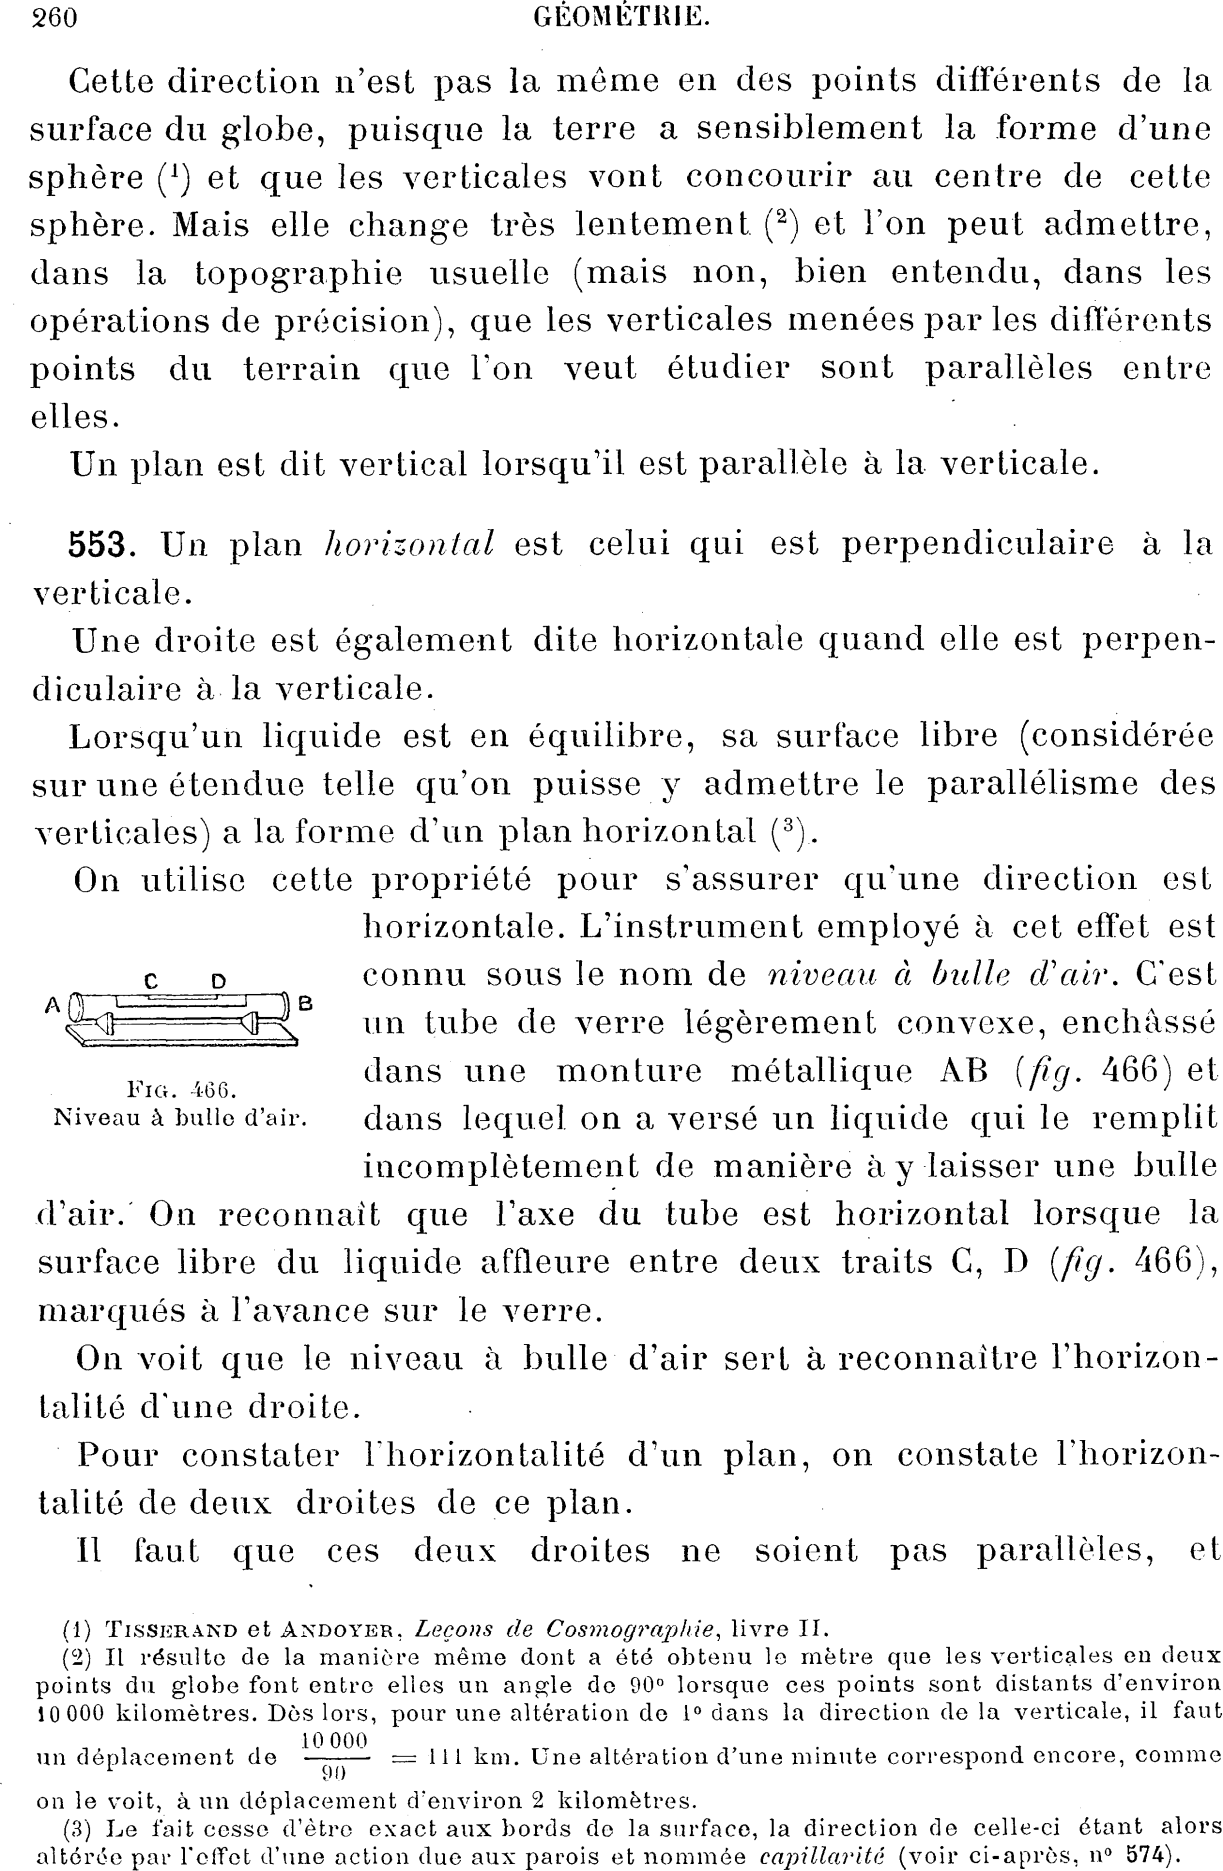 260 GÉOMÉTRIE.
Cette direction n'est pas la même en des points différents de la
surface du globe, puisque la terre a sensiblement la forme d'une
sphère (¹) et que les verticales vont concourir au centre de cette
sphère. Mais elle change très lentement (²) et l'on peut admettre,
dans la topographie usuelle (mais non, bien entendu, dans les
opérations de précision), que les verticales menées par les différents
points du terrain que l'on veut étudier sont parallèles entre
elles.
Un plan est dit vertical lorsqu'il est parallèle à la verticale.
553. Un plan horizontal est celui qui est perpendiculaire à la
verticale.
Une droite est également dite horizontale quand elle est perpen-
diculaire à la verticale.
Lorsqu'un liquide est en équilibre, sa surface libre (considérée
sur une étendue telle qu'on puisse y admettre le parallélisme des
verticales) a la forme d'un plan horizontal (³).
On utilise cette propriété pour s'assurer qu'une direction est
horizontale. L'instrument employé à cet effet est
connu sous le nom de niveau à bulle d'air. C'est
un tube de verre légèrement convexe, enchâssé
dans une monture métallique AB (fig. 466) et
dans lequel on a versé un liquide qui le remplit
incomplètement de manière à y laisser une bulle
C D
A B
FIG. 466.
Niveau à bulle d'air.
d'air. On reconnaît que l'axe du tube est horizontal lorsque la
surface libre du liquide affleure entre deux traits C, D (fig. 466),
marqués à l'avance sur le verre.
On voit que le niveau à bulle d'air sert à reconnaître l'horizon-
talité d'une droite.
Pour constater l'horizontalité d'un plan, on constate l'horizon-
talité de deux droites de ce plan.
Il faut que ces deux droites ne soient pas parallèles, et
(1) TISSERAND et ANDOYER, Leçons de Cosmographie, livre II.
(2) Il résulte de la manière même dont a été obtenu le mètre que les verticales en deux
points du globe font entre elles un angle de 90° lorsque ces points sont distants d'environ
10 000 kilomètres. Dès lors, pour une altération de 1° dans la direction de la verticale, il faut
un déplacement de 10 000/90 = 111 km. Une altération d'une minute correspond encore, comme
on le voit, à un déplacement d'environ 2 kilomètres.
(3) Le fait cesse d'être exact aux bords de la surface, la direction de celle-ci étant alors
altérée par l'effet d'une action due aux parois et nommée capillarité (voir ci-après, n° 574).